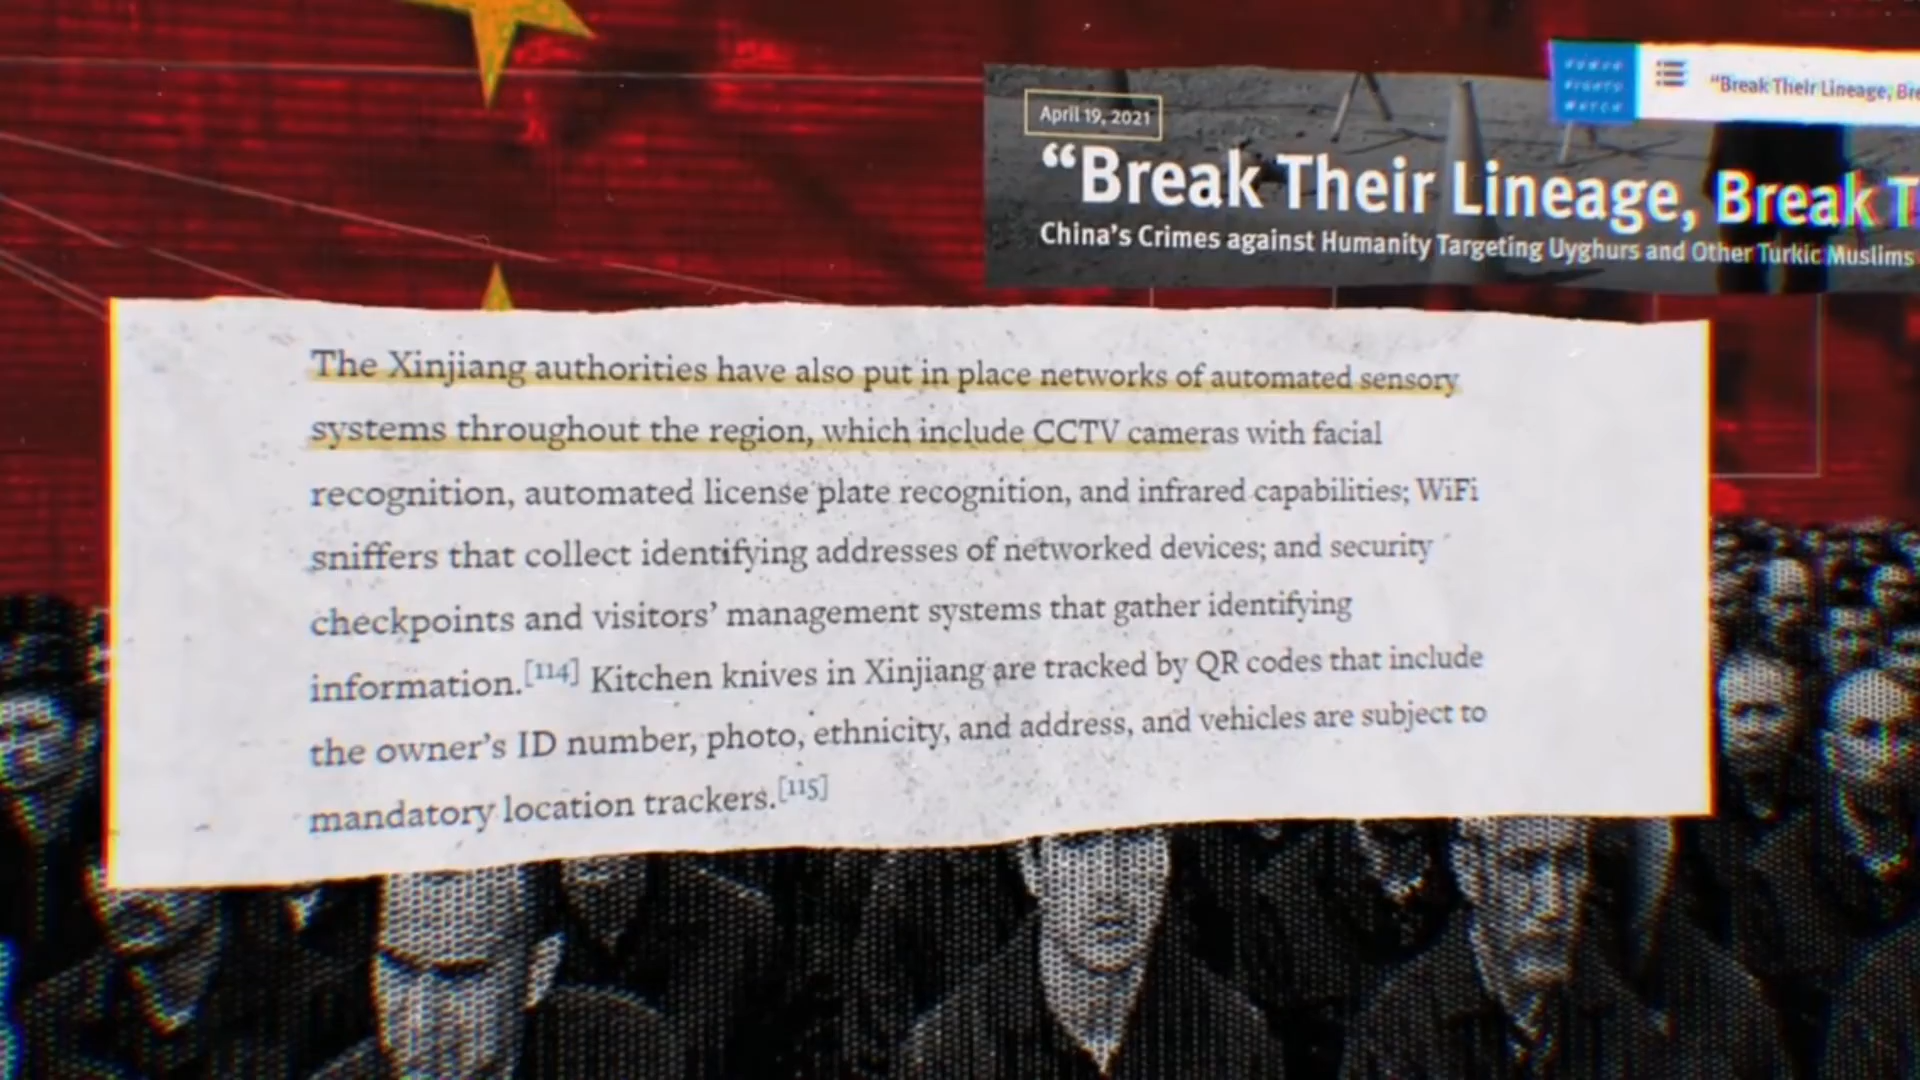 HUMAN
RIGHTS
WATCH
"Break Their Lineage, Bre
April 19, 2021
“Break Their Lineage, Break T
China’s Crimes against Humanity Targeting Uyghurs and Other Turkic Muslims
The Xinjiang authorities have also put in place networks of automated sensory
systems throughout the region, which include CCTV cameras with facial
recognition, automated license plate recognition, and infrared capabilities; WiFi
sniffers that collect identifying addresses of networked devices; and security
checkpoints and visitors’ management systems that gather identifying
information.[114] Kitchen knives in Xinjiang are tracked by QR codes that include
the owner’s ID number, photo, ethnicity, and address, and vehicles are subject to
mandatory location trackers.[115]